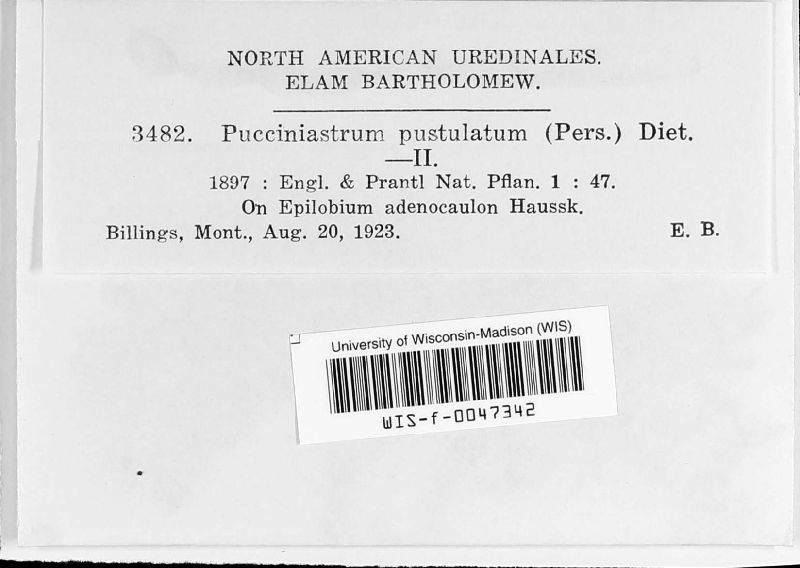 NORTH AMERICAN UREDINALES.
ELAM BARTHOLOMEW.
3482. Pucciniastrum pustulatum (Pers.) Diet.
—II.
1897 : Engl. & Prantl Nat. Pflan. 1 : 47.
On Epilobium adenocaulon Haussk.
Billings, Mont., Aug. 20, 1923. E. B.
University of Wisconsin-Madison (WIS)
WIS-f-0047342